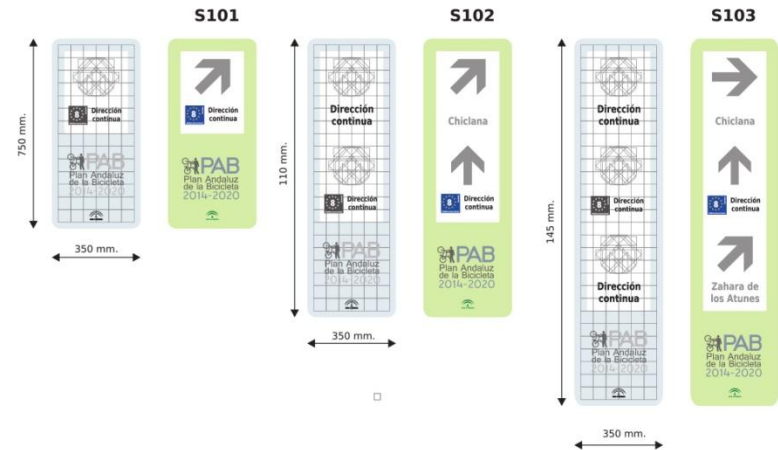 S101
S102
S103
750 mm.
Dirección
continua
PAB
Plan Andaluz
de la Bicicleta
2014-2020
350 mm.
8
Dirección
continua
PAB
Plan Andaluz
de la Bicicleta
2014-2020
110 mm.
Dirección
continua
8
Dirección
continua
PAB
Plan Andaluz
de la Bicicleta
2014-2020
350 mm.
Chiclana
8
Dirección
continua
PAB
Plan Andaluz
de la Bicicleta
2014-2020
145 mm.
Dirección
continua
8
Dirección
continua
Dirección
continua
PAB
Plan Andaluz
de la Bicicleta
2014-2020
350 mm.
Chiclana
8
Dirección
continua
Zahara de
los Atunes
PAB
Plan Andaluz
de la Bicicleta
2014-2020